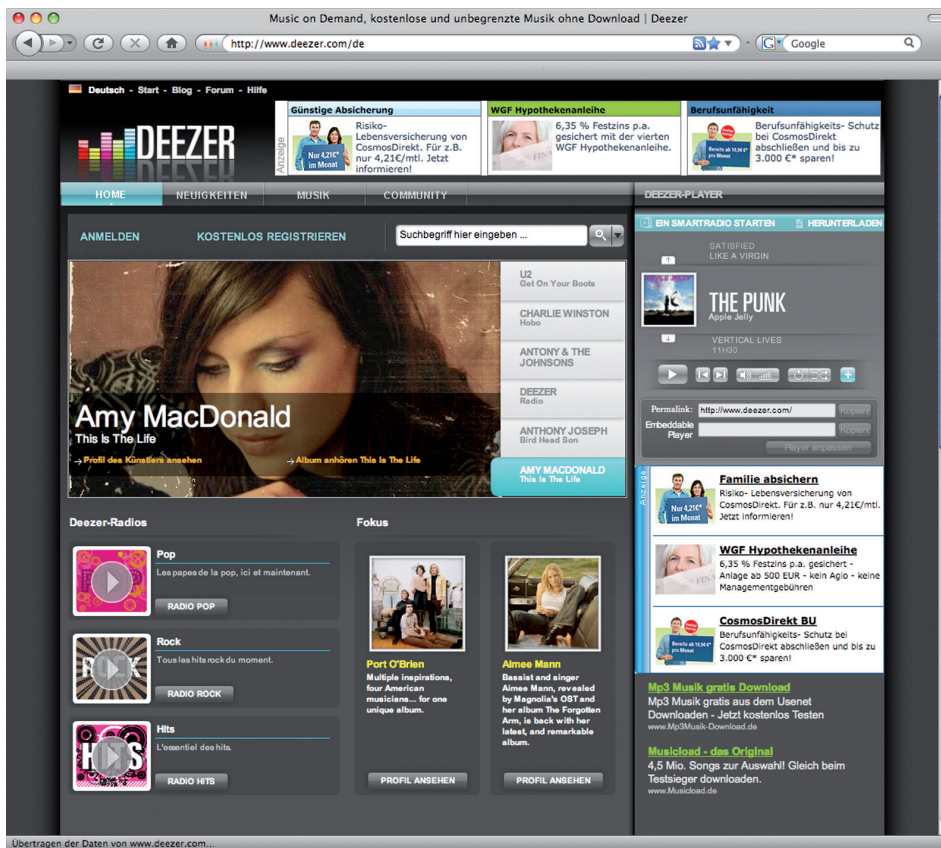 Music on Demand, kostenlose und unbegrenzte Musik ohne Download | Deezer
http://www.deezer.com/de
Google
Deutsch - Start - Blog - Forum - Hilfe
DEEZER
Anzeige
Günstige Absicherung
Risiko-
Lebensversicherung von
CosmosDirekt. Für z.B.
nur 4,21€/mtl. Jetzt
informieren!
Nur 4,21€*
im Monat
WGF Hypothekenanleihe
6,35 % Festzins p.a.
gesichert mit der vierten
WGF Hypothekenanleihe.
Berufsunfähigkeit
Berufsunfähigkeits- Schutz
bei CosmosDirekt
abschließen und bis zu
3.000 €* sparen!
HOME
NEUIGKEITEN
MUSIK
COMMUNITY
DEEZER-PLAYER
ANMELDEN
KOSTENLOS REGISTRIEREN
Suchbegriff hier eingeben ...
EIN SMARTRADIO STARTEN
HERUNTERLADEN
SATISFIED
LIKE A VIRGIN
THE PUNK
Apple Jelly
VERTICAL LIVES
11H30
Permalink:
http://www.deezer.com/
Kopiere
Embeddable
Player
Kopiere
Player anpassen
Amy MacDonald
This Is The Life
Profil des Künstlers ansehen
Album anhören This Is The Life
U2
Get On Your Boots
CHARLIE WINSTON
Hobo
ANTONY & THE
JOHNSONS
DEEZER
Radio
ANTHONY JOSEPH
Bird Head Son
AMY MACDONALD
This Is The Life
Anzeige
Familie absichern
Risiko- Lebensversicherung von
CosmosDirekt. Für z.B. nur 4,21€/mtl.
Jetzt informieren!
Nur 4,21€*
im Monat
WGF Hypothekenanleihe
6,35 % Festzins p.a. gesichert -
Anlage ab 500 EUR - kein Agio - keine
Managementgebühren
CosmosDirekt BU
Berufsunfähigkeits- Schutz bei
CosmosDirekt abschließen und bis zu
3.000 €* sparen!
Mp3 Musik gratis Download
Mp3 Musik gratis aus dem Usenet
Downloaden - Jetzt kostenlos Testen
www.Mp3Musik-Download.de
Musicload - das Original
4,5 Mio. Songs zur Auswahl! Gleich beim
Testsieger downloaden.
www.Musicload.de
Deezer-Radios
Pop
Les papes de la pop, ici et maintenant.
RADIO POP
Rock
Tous les hits rock du moment.
RADIO ROCK
ROCK
Hits
L'essentiel des hits.
RADIO HITS
HITS
Fokus
Port O'Brien
Multiple inspirations,
four American
musicians... for one
unique album.
PROFIL ANSEHEN
Aimee Mann
Bassist and singer
Aimee Mann, revealed
by Magnolia's OST and
her album The Forgotten
Arm, is back with her
latest, and remarkable
album.
PROFIL ANSEHEN
Übertragen der Daten von www.deezer.com...